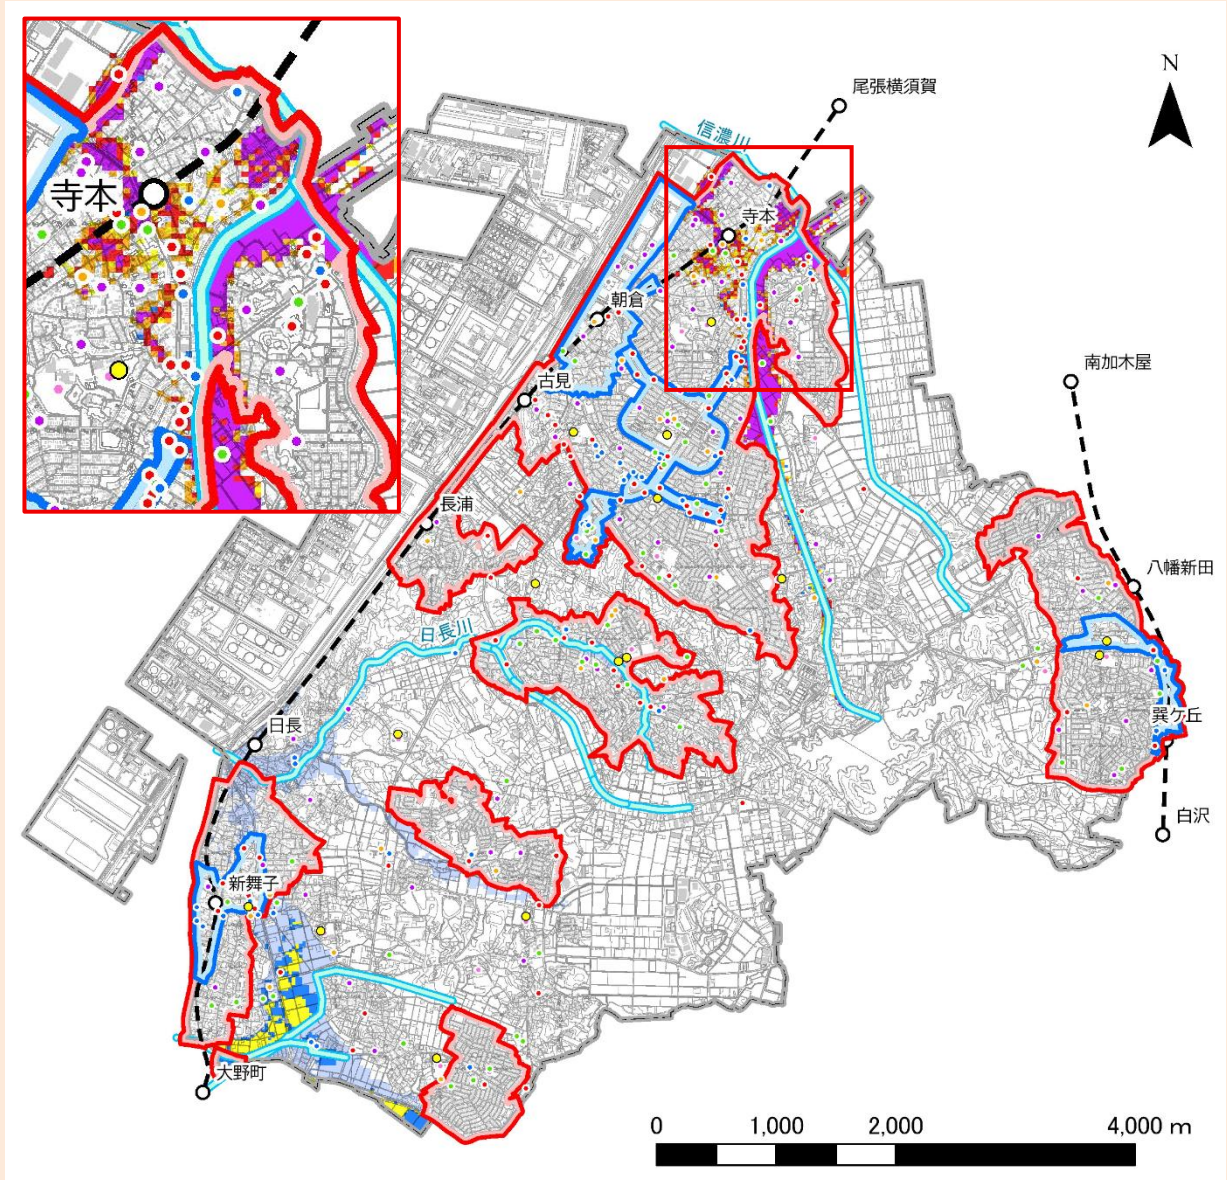 寺本
N
尾張横須賀
信濃川
寺本
朝倉
古見
南加木屋
長浦
八幡新田
日長川
巽ケ丘
日長
白沢
新舞子
大野町
0 1,000 2,000 4,000 m